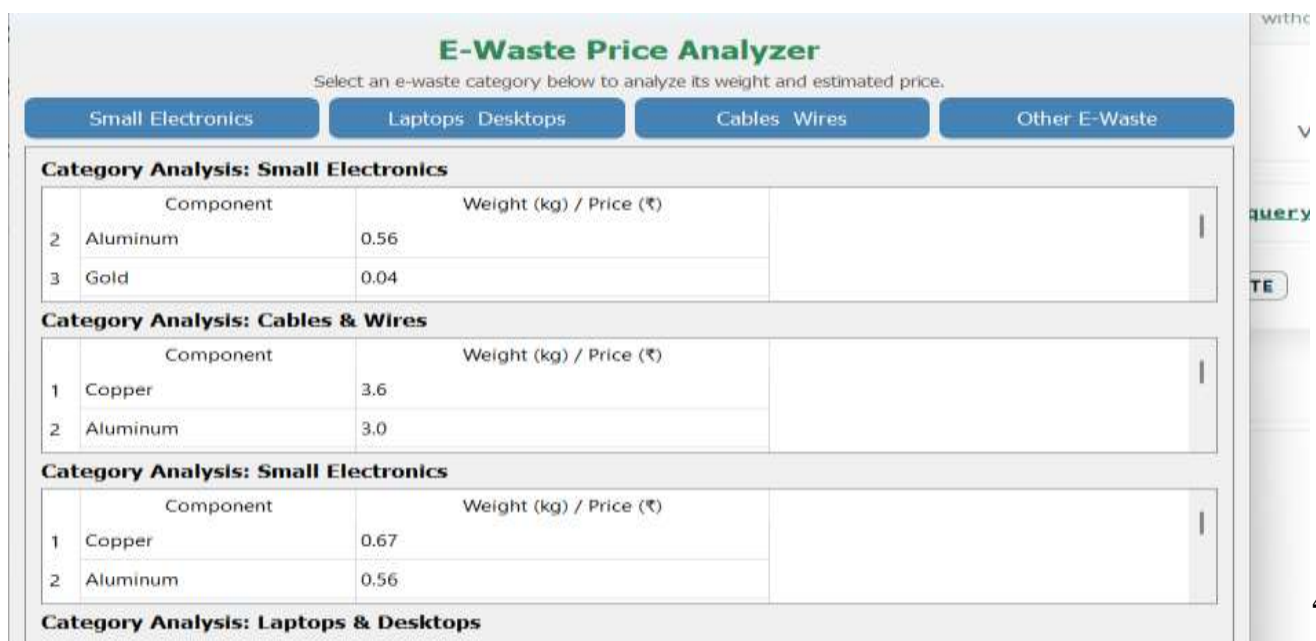 E-Waste Price Analyzer
Select an e-waste category below to analyze its weight and estimated price.
Small Electronics Laptops Desktops Cables Wires Other E-Waste
Category Analysis: Small Electronics
Component Weight (kg) / Price (₹)
2 Aluminum 0.56
3 Gold 0.04
Category Analysis: Cables & Wires
Component Weight (kg) / Price (₹)
1 Copper 3.6
2 Aluminum 3.0
Category Analysis: Small Electronics
Component Weight (kg) / Price (₹)
1 Copper 0.67
2 Aluminum 0.56
Category Analysis: Laptops & Desktops
query
TE